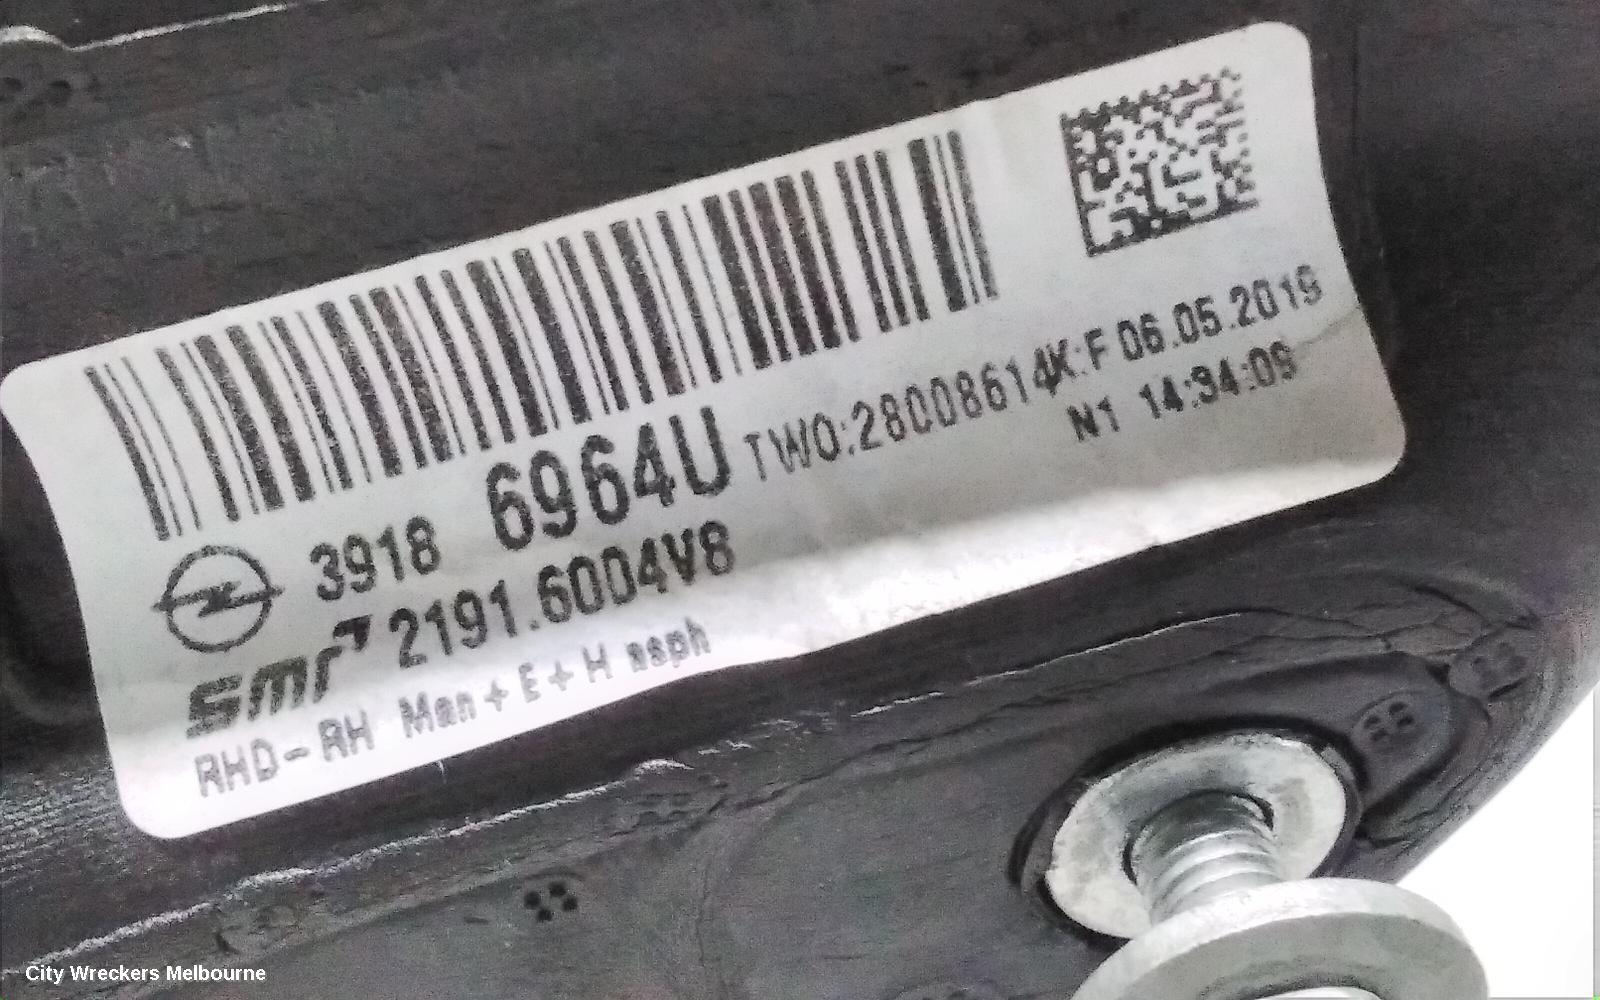 3918 6964U TWO:28008614K:F 06.05.2019
N1 14:34:09
smr 2191.6004V8
RHD-RH Man+E+H asph
City Wreckers Melbourne